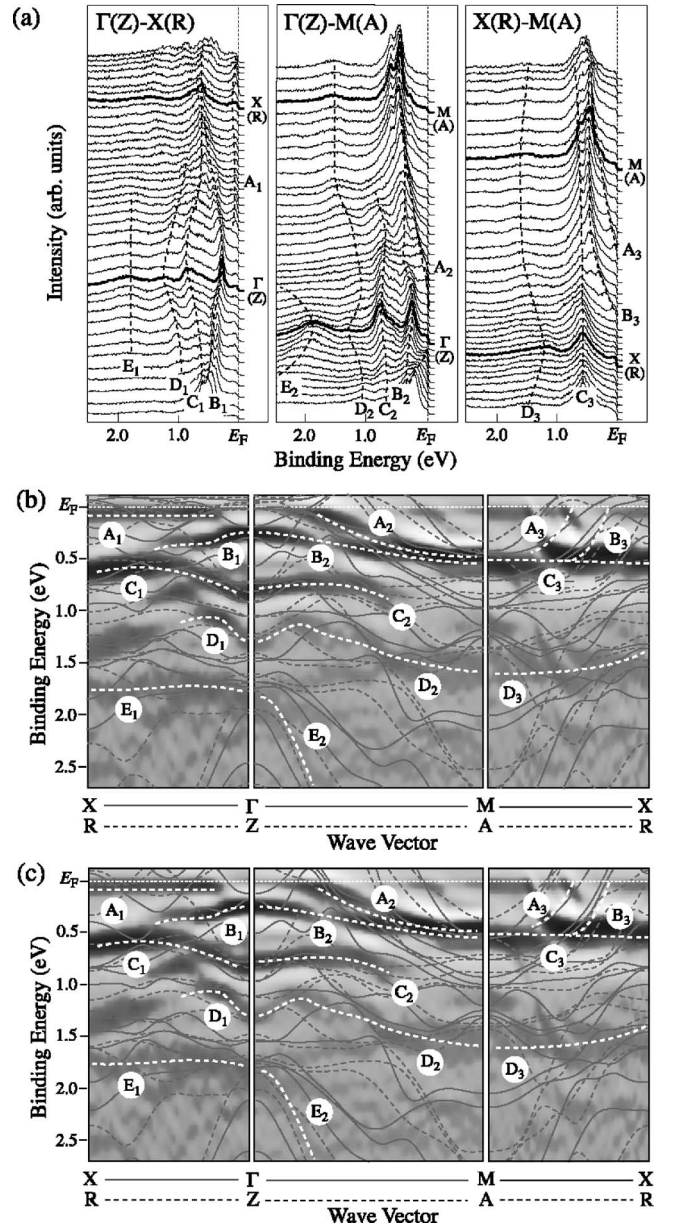 (a)
Γ(Z)-X(R)
Γ(Z)-M(A)
X(R)-M(A)
Intensity (arb. units)
X
(R)
A1
Γ
(Z)
E1
D1
C1
B1
M
(A)
A2
Γ
(Z)
E2
D2
C2
B2
M
(A)
A3
B3
X
(R)
D3
C3
2.0 1.0 EF
2.0 1.0 EF
2.0 1.0 EF
Binding Energy (eV)
(b)
EF
0.5
1.0
1.5
2.0
2.5
Binding Energy (eV)
A1
B1
C1
D1
E1
A2
B2
C2
D2
E2
A3
B3
C3
D3
X Γ M X
R Z A R
Wave Vector
(c)
EF
0.5
1.0
1.5
2.0
2.5
Binding Energy (eV)
A1
B1
C1
D1
E1
A2
B2
C2
D2
E2
A3
B3
C3
D3
X Γ M X
R Z A R
Wave Vector